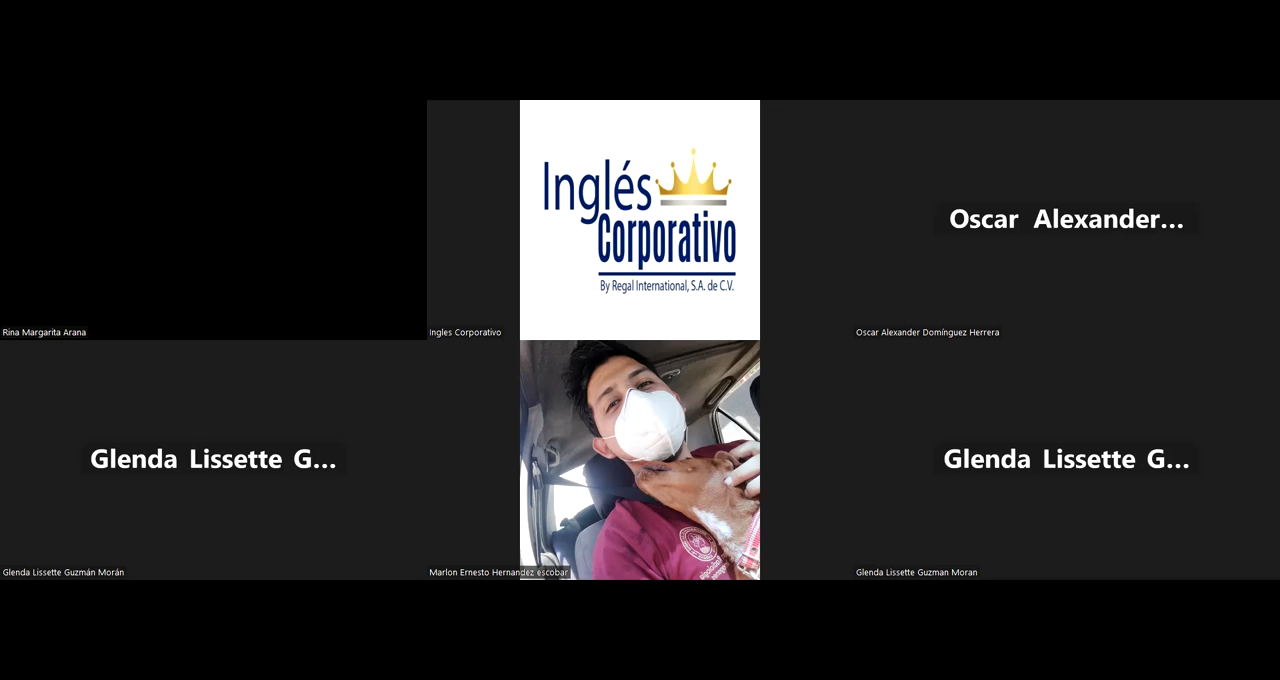 Inglés
Corporativo
By Regal International, S.A. de C.V.
Oscar Alexander...
Rina Margarita Arana
Ingles Corporativo
Oscar Alexander Domínguez Herrera
Glenda Lissette G...
Glenda Lissette G...
Glenda Lissette Guzmán Morán
Marlon Ernesto Hernandez escobar
Glenda Lissette Guzman Moran